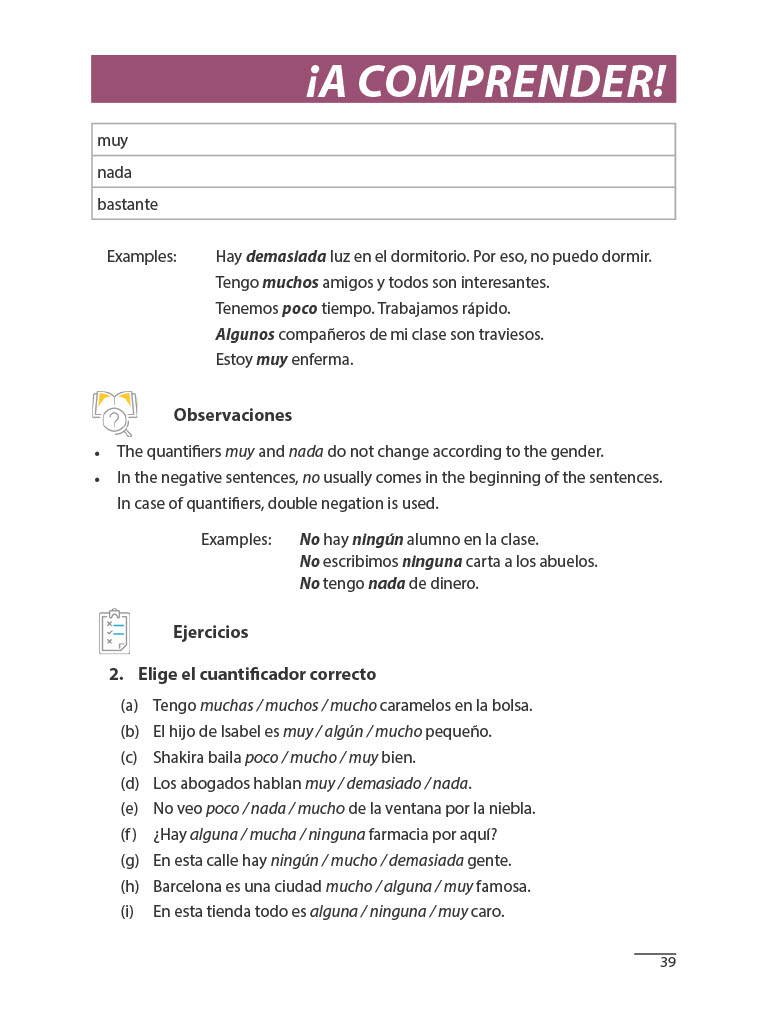 ¡A COMPRENDER!
muy
nada
bastante
Examples: Hay demasiada luz en el dormitorio. Por eso, no puedo dormir.
Tengo muchos amigos y todos son interesantes.
Tenemos poco tiempo. Trabajamos rápido.
Algunos compañeros de mi clase son traviesos.
Estoy muy enferma.
?
Observaciones
• The quantifiers muy and nada do not change according to the gender.
• In the negative sentences, no usually comes in the beginning of the sentences.
In case of quantifiers, double negation is used.
Examples: No hay ningún alumno en la clase.
No escribimos ninguna carta a los abuelos.
No tengo nada de dinero.
Ejercicios
2. Elige el cuantificador correcto
(a) Tengo muchas / muchos / mucho caramelos en la bolsa.
(b) El hijo de Isabel es muy / algún / mucho pequeño.
(c) Shakira baila poco / mucho / muy bien.
(d) Los abogados hablan muy / demasiado / nada.
(e) No veo poco / nada / mucho de la ventana por la niebla.
(f) ¿Hay alguna / mucha / ninguna farmacia por aquí?
(g) En esta calle hay ningún / mucho / demasiada gente.
(h) Barcelona es una ciudad mucho / alguna / muy famosa.
(i) En esta tienda todo es alguna / ninguna / muy caro.
39